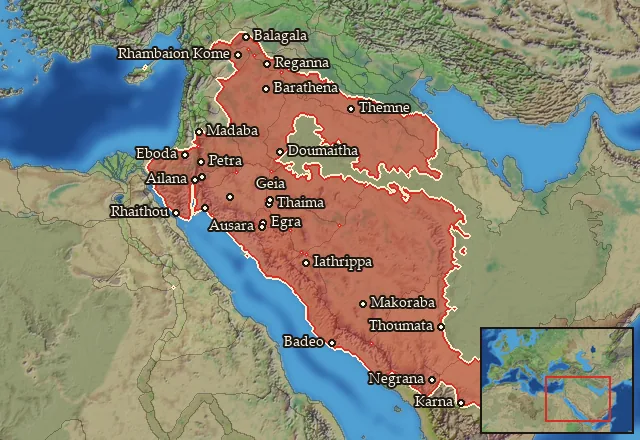 Balagala
Rhambaion Kome
Reganna
Barathena
Themne
Madaba
Eboda
Doumaitha
Petra
Ailana
Geia
Thaima
Rhaithou
Ausara
Egra
Iathrippa
Makoraba
Thoumata
Badeo
Negrana
Karna